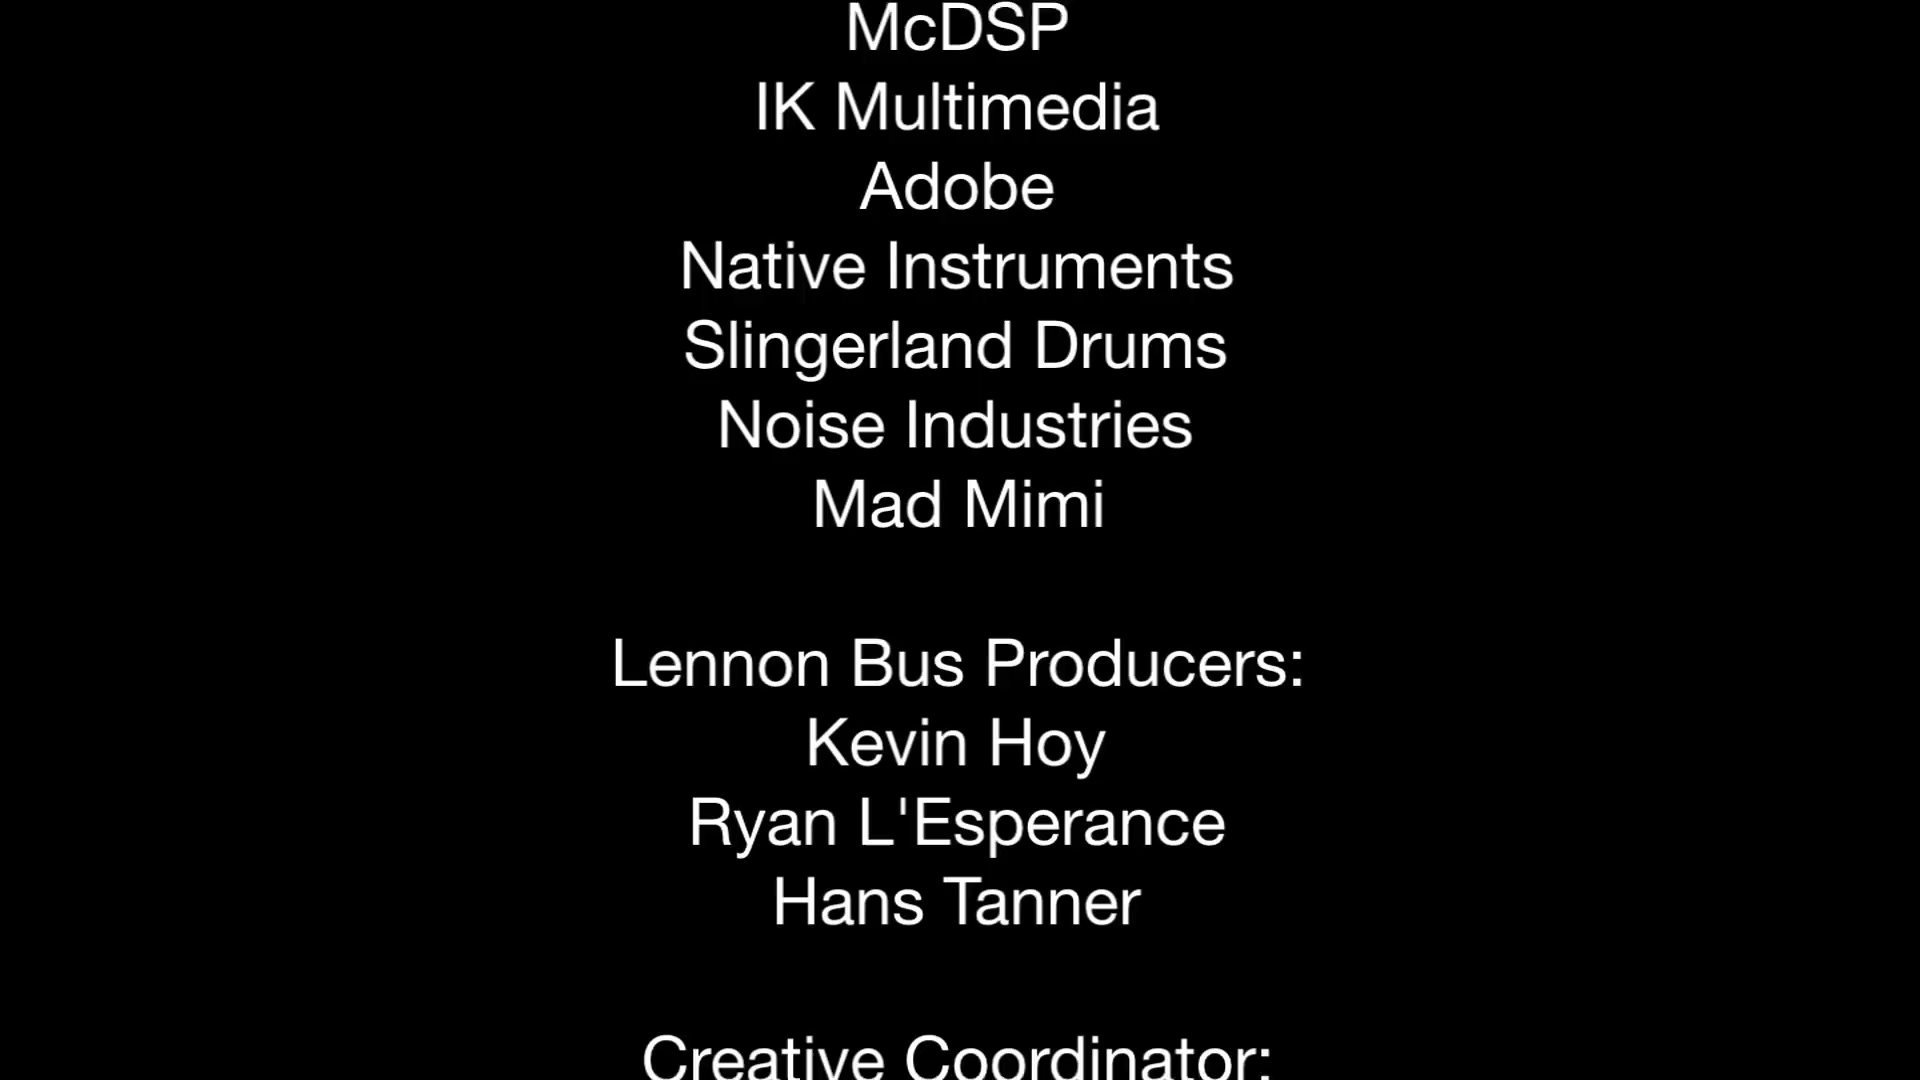 McDSP
IK Multimedia
Adobe
Native Instruments
Slingerland Drums
Noise Industries
Mad Mimi
Lennon Bus Producers:
Kevin Hoy
Ryan L'Esperance
Hans Tanner
Creative Coordinator: